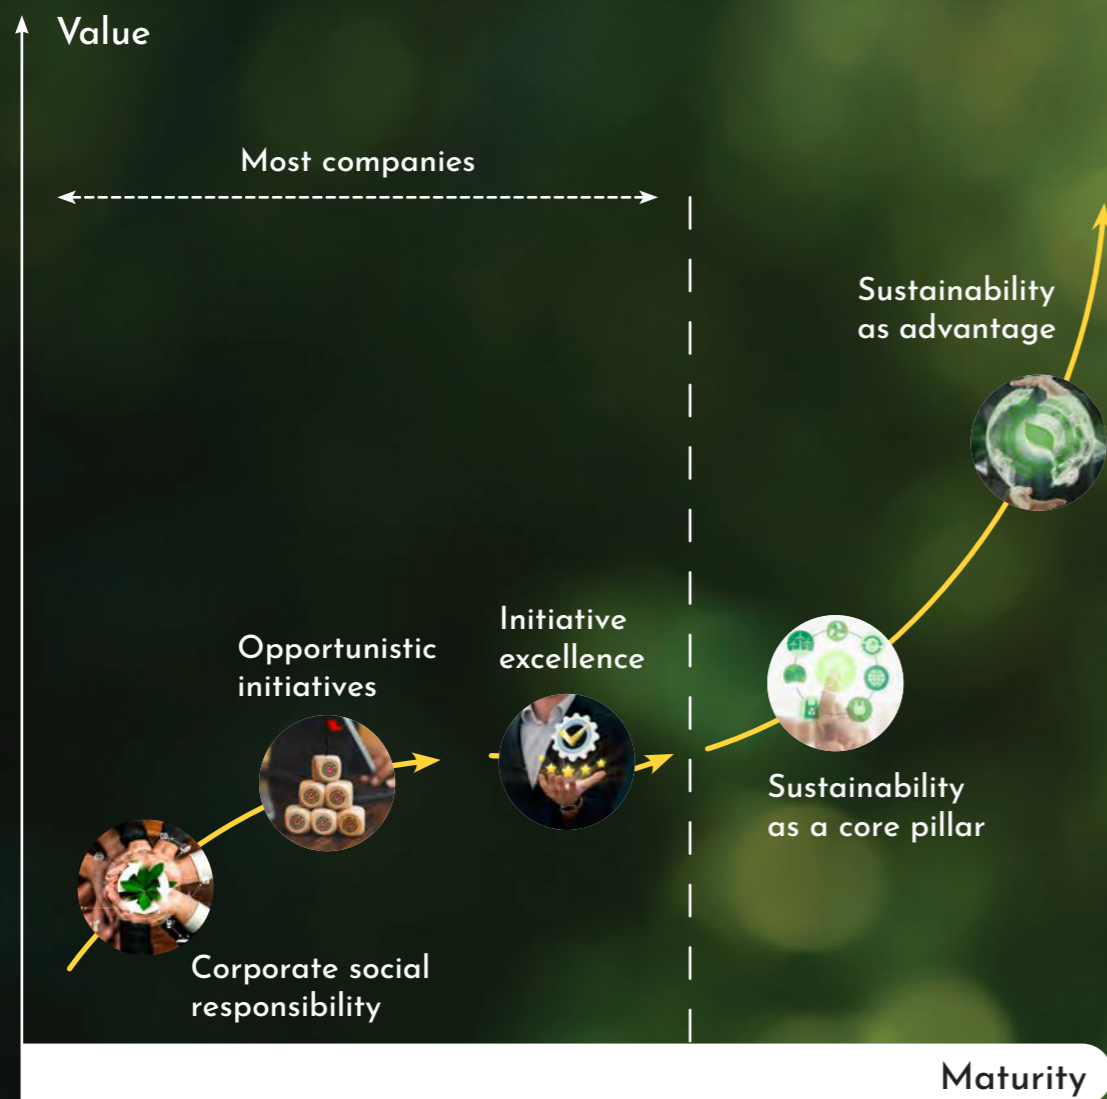 Value
Most companies
Sustainability
as advantage
Initiative
excellence
Opportunistic
initiatives
Sustainability
as a core pillar
Corporate social
responsibility
Maturity